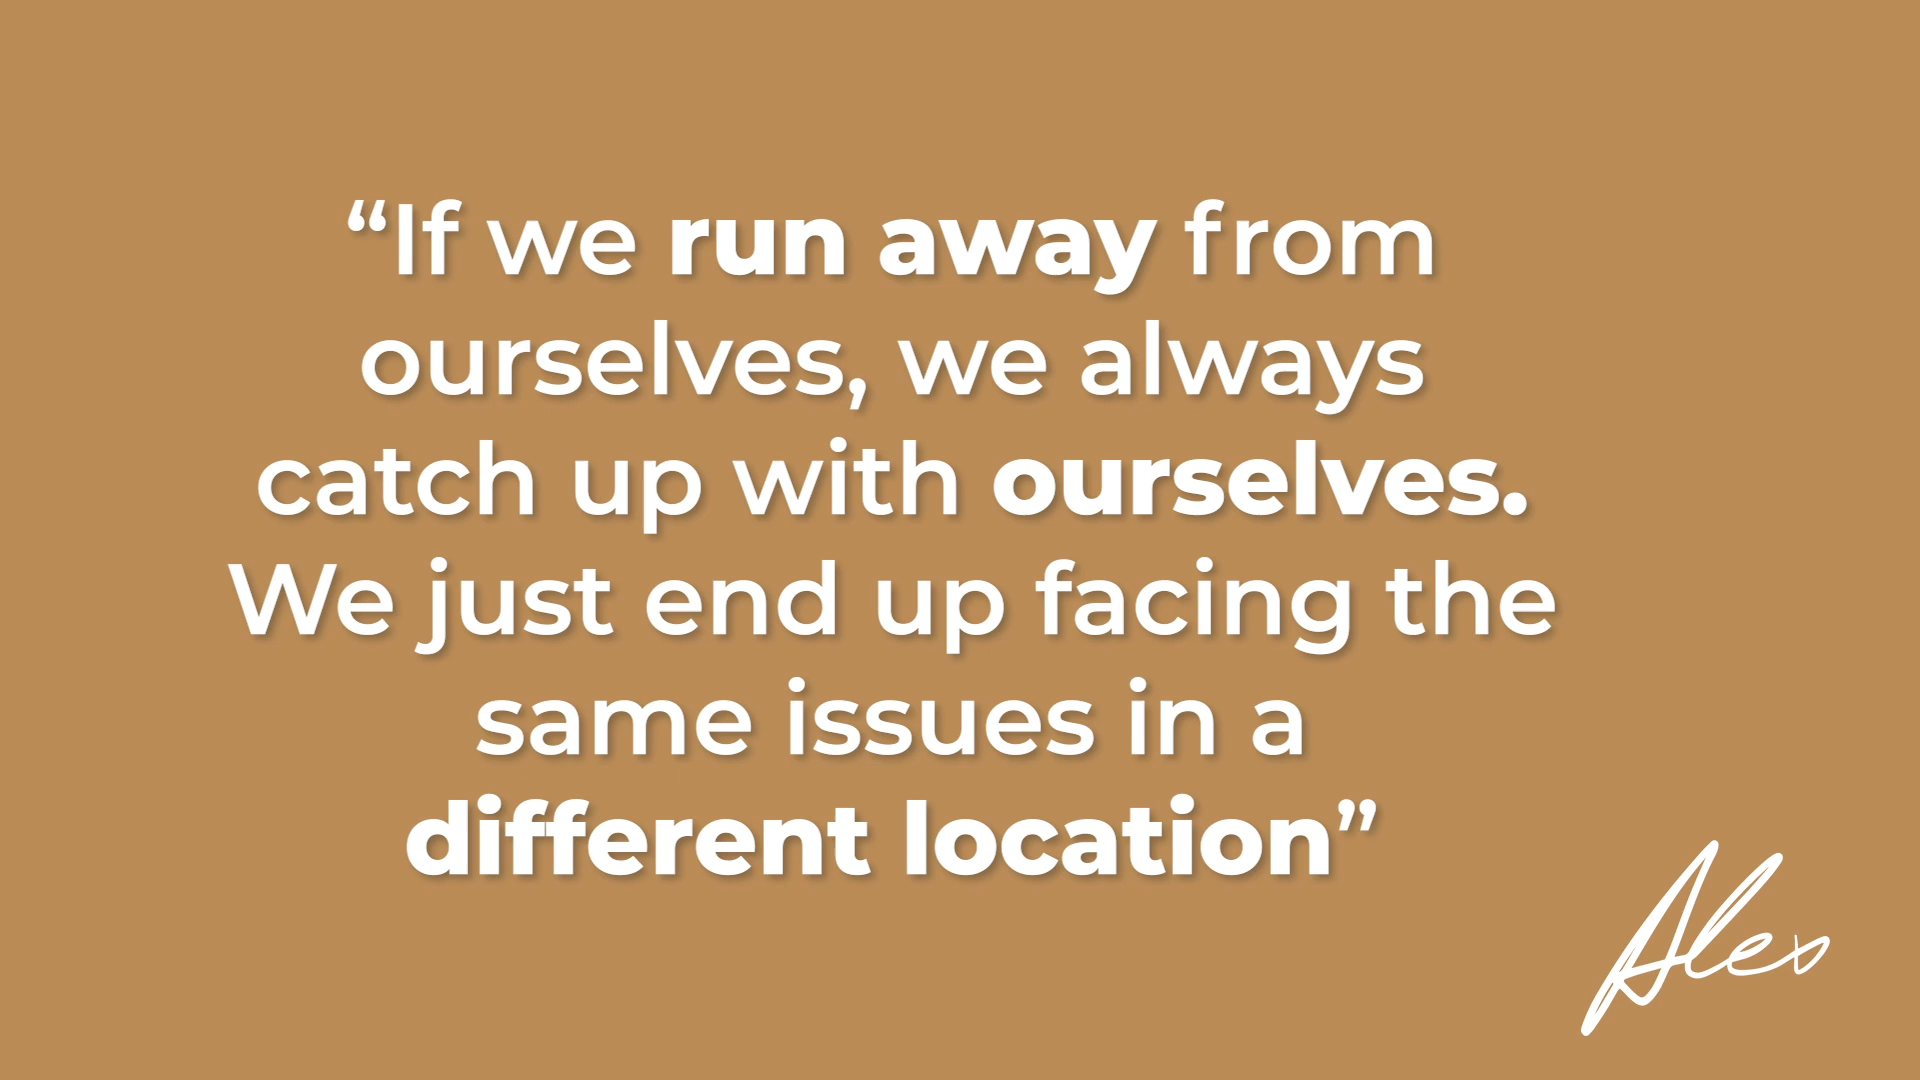 “If we run away from
ourselves, we always
catch up with ourselves.
We just end up facing the
same issues in a
different location”
Alex